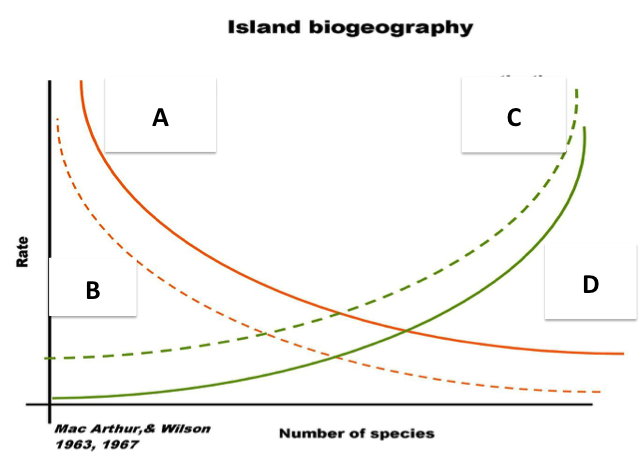 Island biogeography
A
C
Rate
B
D
Mac Arthur,& Wilson
1963, 1967
Number of species